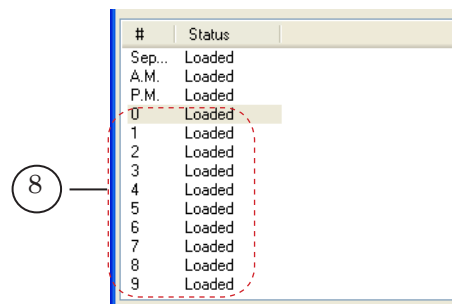 # Status
Sep... Loaded
A.M. Loaded
P.M. Loaded
0 Loaded
1 Loaded
2 Loaded
3 Loaded
8
4 Loaded
5 Loaded
6 Loaded
7 Loaded
8 Loaded
9 Loaded